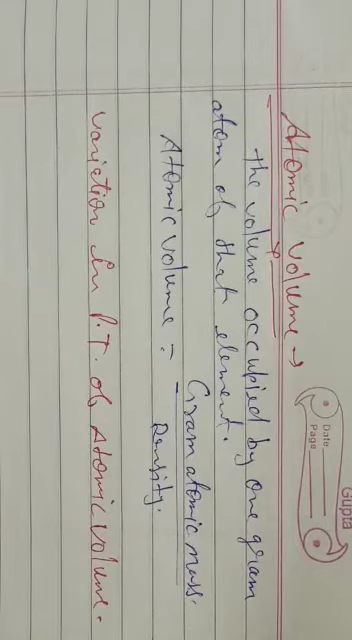 Gupta
Date
Page
Atomic volume →
the volume occupied by one gram
atom of that element.
Atomic volume = Gram atomic mass.
Density.
Variation in P.T. of Atomic volume.